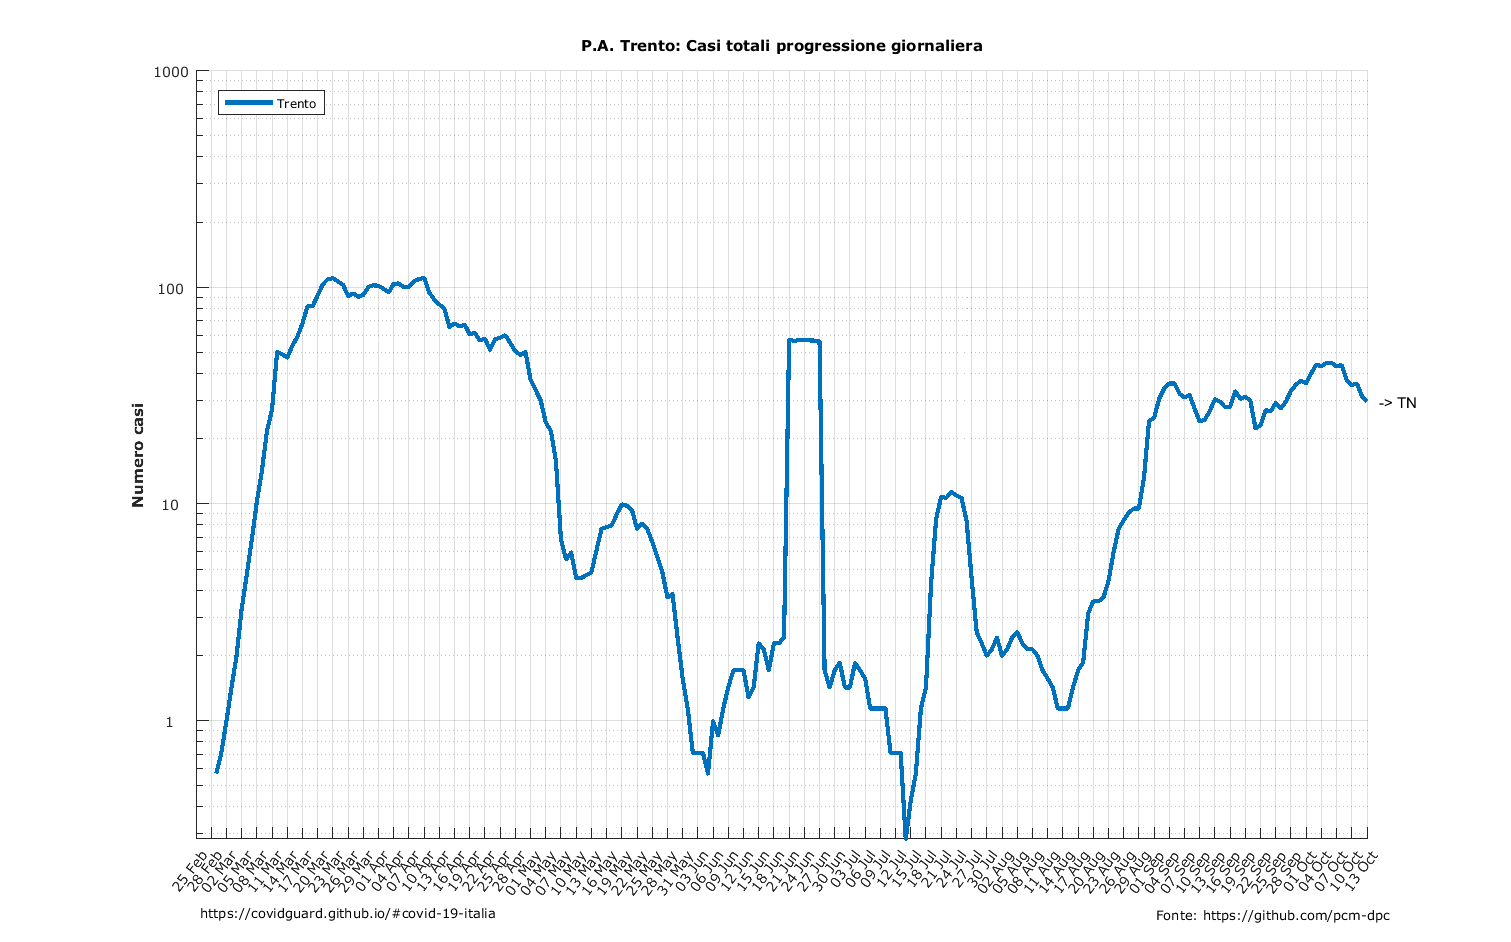 P.A. Trento: Casi totali progressione giornaliera
1000
Trento
100
10
1
Numero casi
-> TN
25 Feb
28 Feb
02 Mar
05 Mar
08 Mar
11 Mar
14 Mar
17 Mar
20 Mar
23 Mar
26 Mar
29 Mar
01 Apr
04 Apr
07 Apr
10 Apr
13 Apr
16 Apr
19 Apr
22 Apr
25 Apr
28 Apr
01 May
04 May
07 May
10 May
13 May
16 May
19 May
22 May
25 May
28 May
31 May
03 Jun
06 Jun
09 Jun
12 Jun
15 Jun
18 Jun
21 Jun
24 Jun
27 Jun
30 Jun
03 Jul
06 Jul
09 Jul
12 Jul
15 Jul
18 Jul
21 Jul
24 Jul
27 Jul
30 Jul
02 Aug
05 Aug
08 Aug
11 Aug
14 Aug
17 Aug
20 Aug
23 Aug
26 Aug
29 Aug
01 Sep
04 Sep
07 Sep
10 Sep
13 Sep
16 Sep
19 Sep
22 Sep
25 Sep
28 Sep
01 Oct
04 Oct
07 Oct
10 Oct
13 Oct
https://covidguard.github.io/#covid-19-italia
Fonte: https://github.com/pcm-dpc